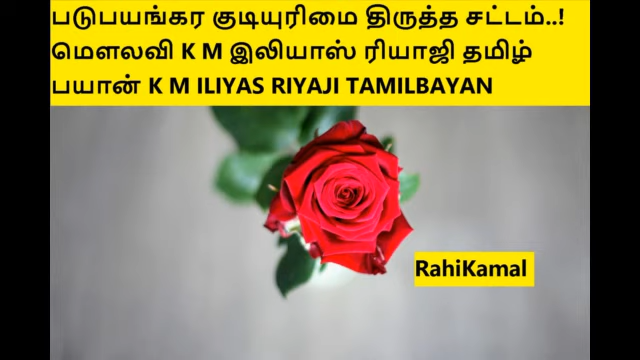 படுபயங்கர குடியுரிமை திருத்த சட்டம்..!
மௌலவி K M இலியாஸ் ரியாஜி தமிழ்
பயான் K M ILIYAS RIYAJI TAMILBAYAN
RahiKamal